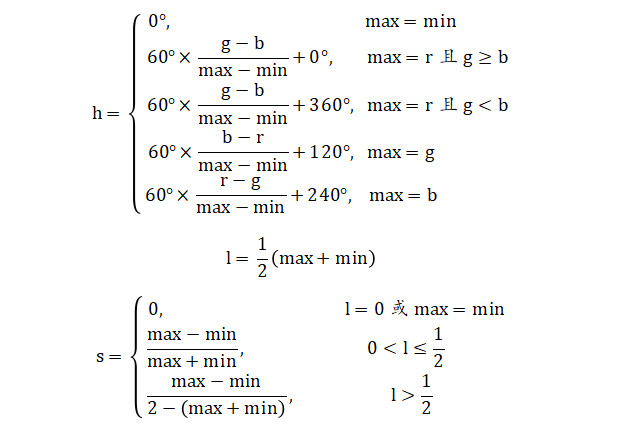 h = { 0°, max = min
60° × (g − b)/(max − min) + 0°, max = r 且 g ≥ b
60° × (g − b)/(max − min) + 360°, max = r 且 g < b
60° × (b − r)/(max − min) + 120°, max = g
60° × (r − g)/(max − min) + 240°, max = b
l = 1/2 (max + min)
s = { 0, l = 0 或 max = min
(max − min)/(max + min), 0 < l ≤ 1/2
(max − min)/(2 − (max + min)), l > 1/2